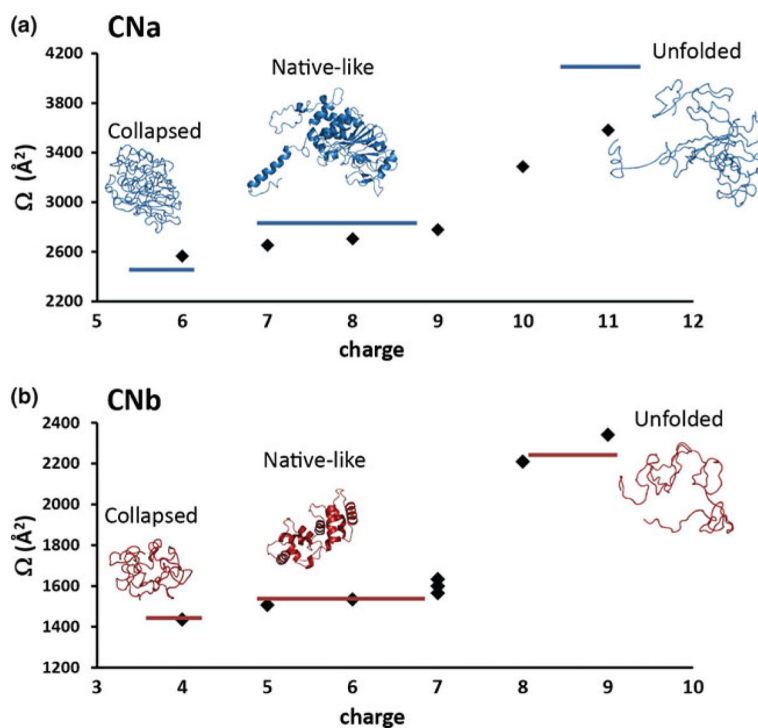 (a)
CNa
4200
3800
3400
3000
2600
2200
Ω (Å²)
Collapsed
Native-like
Unfolded
5 6 7 8 9 10 11 12
charge
(b)
CNb
2400
2200
2000
1800
1600
1400
1200
Ω (Å²)
Collapsed
Native-like
Unfolded
3 4 5 6 7 8 9 10
charge